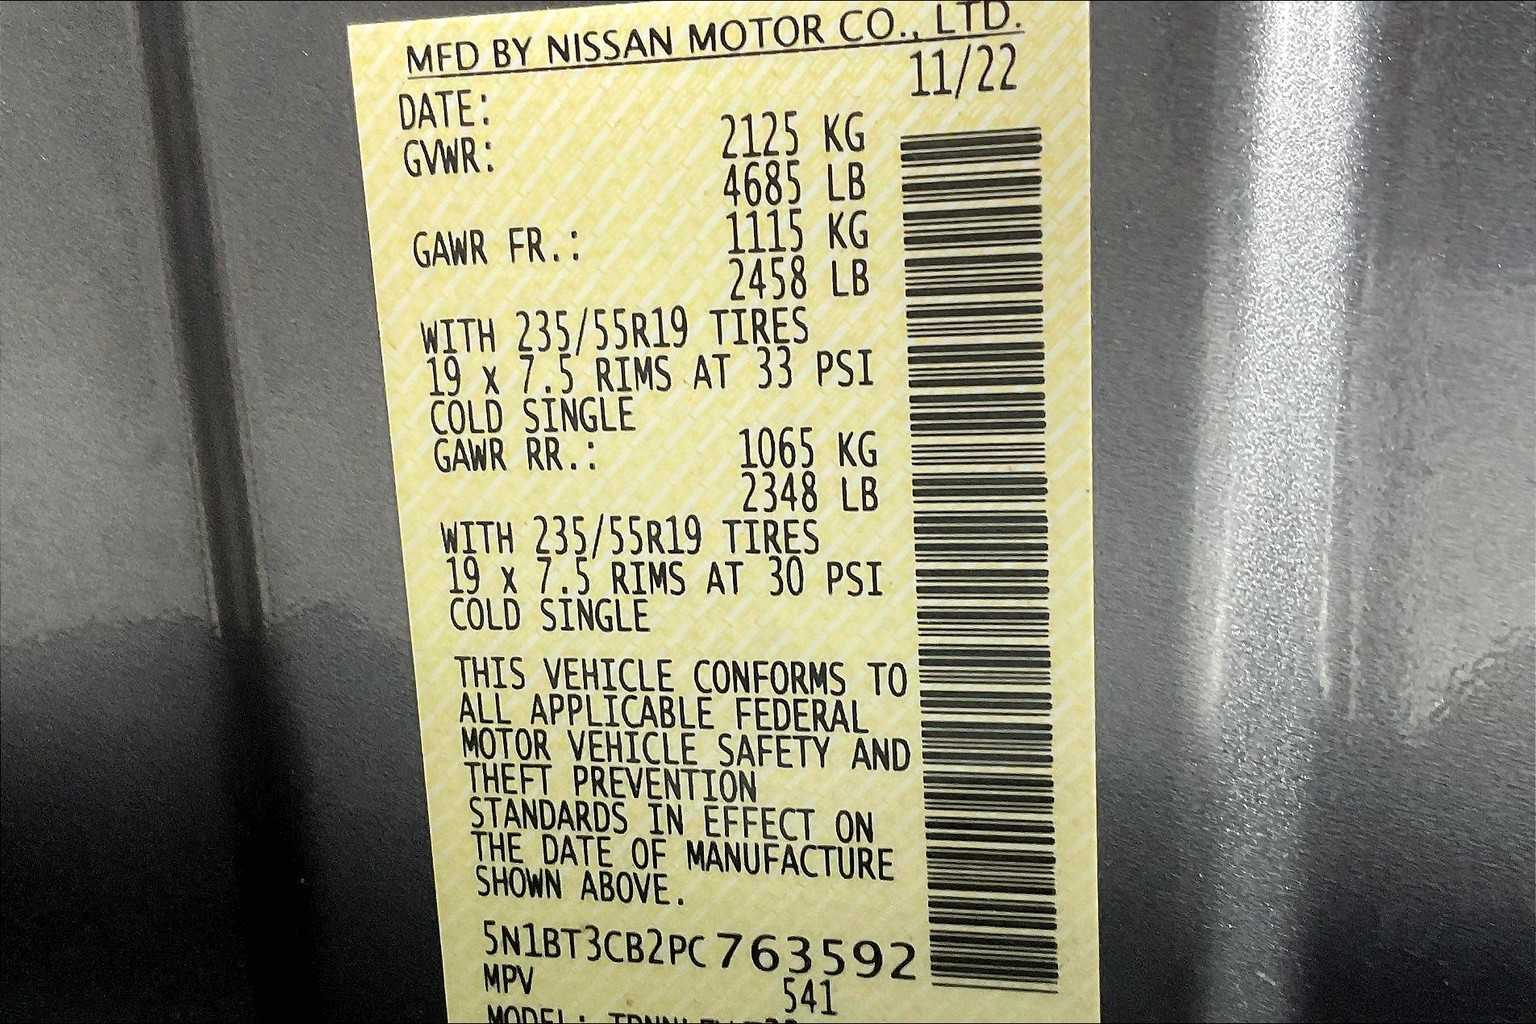 MFD BY NISSAN MOTOR CO., LTD.
DATE: 11/22
GVWR: 2125 KG
4685 LB
GAWR FR.: 1115 KG
2458 LB
WITH 235/55R19 TIRES
19 x 7.5 RIMS AT 33 PSI
COLD SINGLE
GAWR RR.: 1065 KG
2348 LB
WITH 235/55R19 TIRES
19 x 7.5 RIMS AT 30 PSI
COLD SINGLE
THIS VEHICLE CONFORMS TO
ALL APPLICABLE FEDERAL
MOTOR VEHICLE SAFETY AND
THEFT PREVENTION
STANDARDS IN EFFECT ON
THE DATE OF MANUFACTURE
SHOWN ABOVE.
5N1BT3CB2PC763592
MPV 541
MODEL: